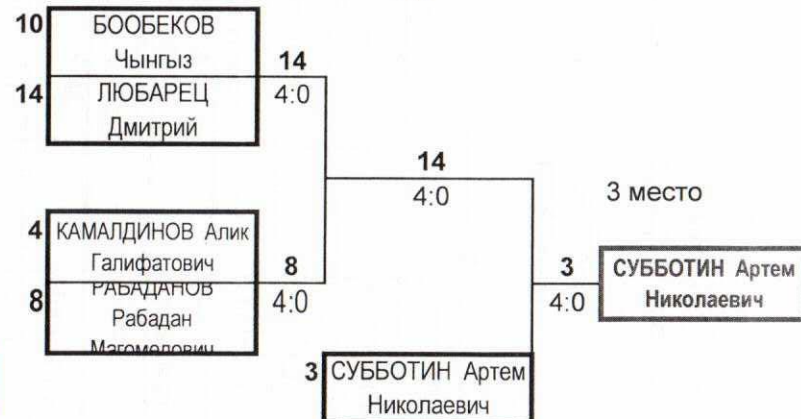 10 БООБЕКОВ
Чынгыз
14
14 ЛЮБАРЕЦ
Дмитрий
4:0
14
4:0
3 место
4 КАМАЛДИНОВ Алик
Галифатович
8
8 РАБАДАНОВ
Рабадан
Магомедович
4:0
3
4:0
СУББОТИН Артем
Николаевич
3 СУББОТИН Артем
Николаевич